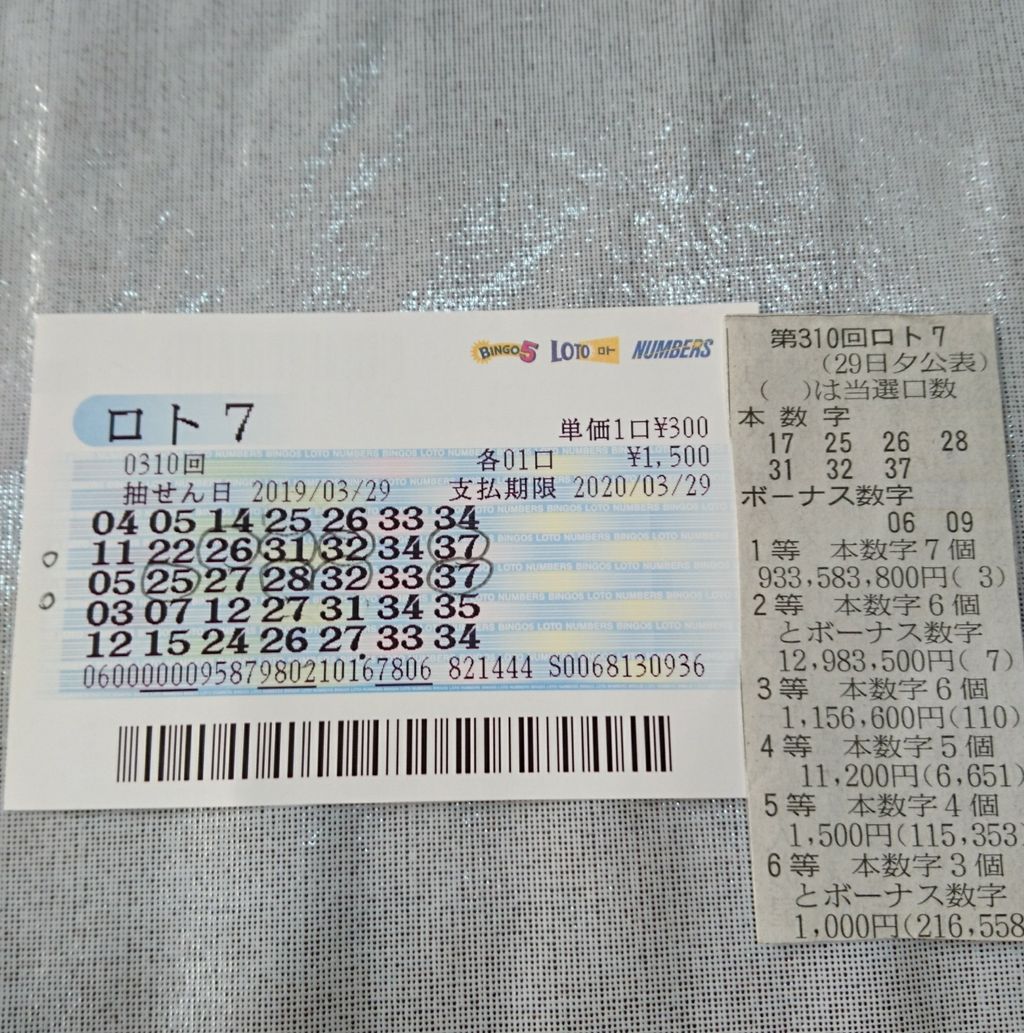 BINGO5 LOTO ロト NUMBERS
ロト7
単価1口¥300
0310回 各01口 ¥1,500
抽せん日 2019/03/29 支払期限 2020/03/29
04 05 14 25 26 33 34
11 22 26 31 32 34 37
05 25 27 28 32 33 37
03 07 12 27 31 34 35
12 15 24 26 27 33 34
0600000095879802101677806 821444 S0068130936
第310回ロト7
(29日夕公表)
( )は当選口数
本数字
17 25 26 28
31 32 37
ボーナス数字
06 09
1等 本数字7個
933,583,800円( 3)
2等 本数字6個
とボーナス数字
12,983,500円( 7)
3等 本数字6個
1,156,600円(110)
4等 本数字5個
11,200円(6,651)
5等 本数字4個
1,500円(115,353)
6等 本数字3個
とボーナス数字
1,000円(216,558